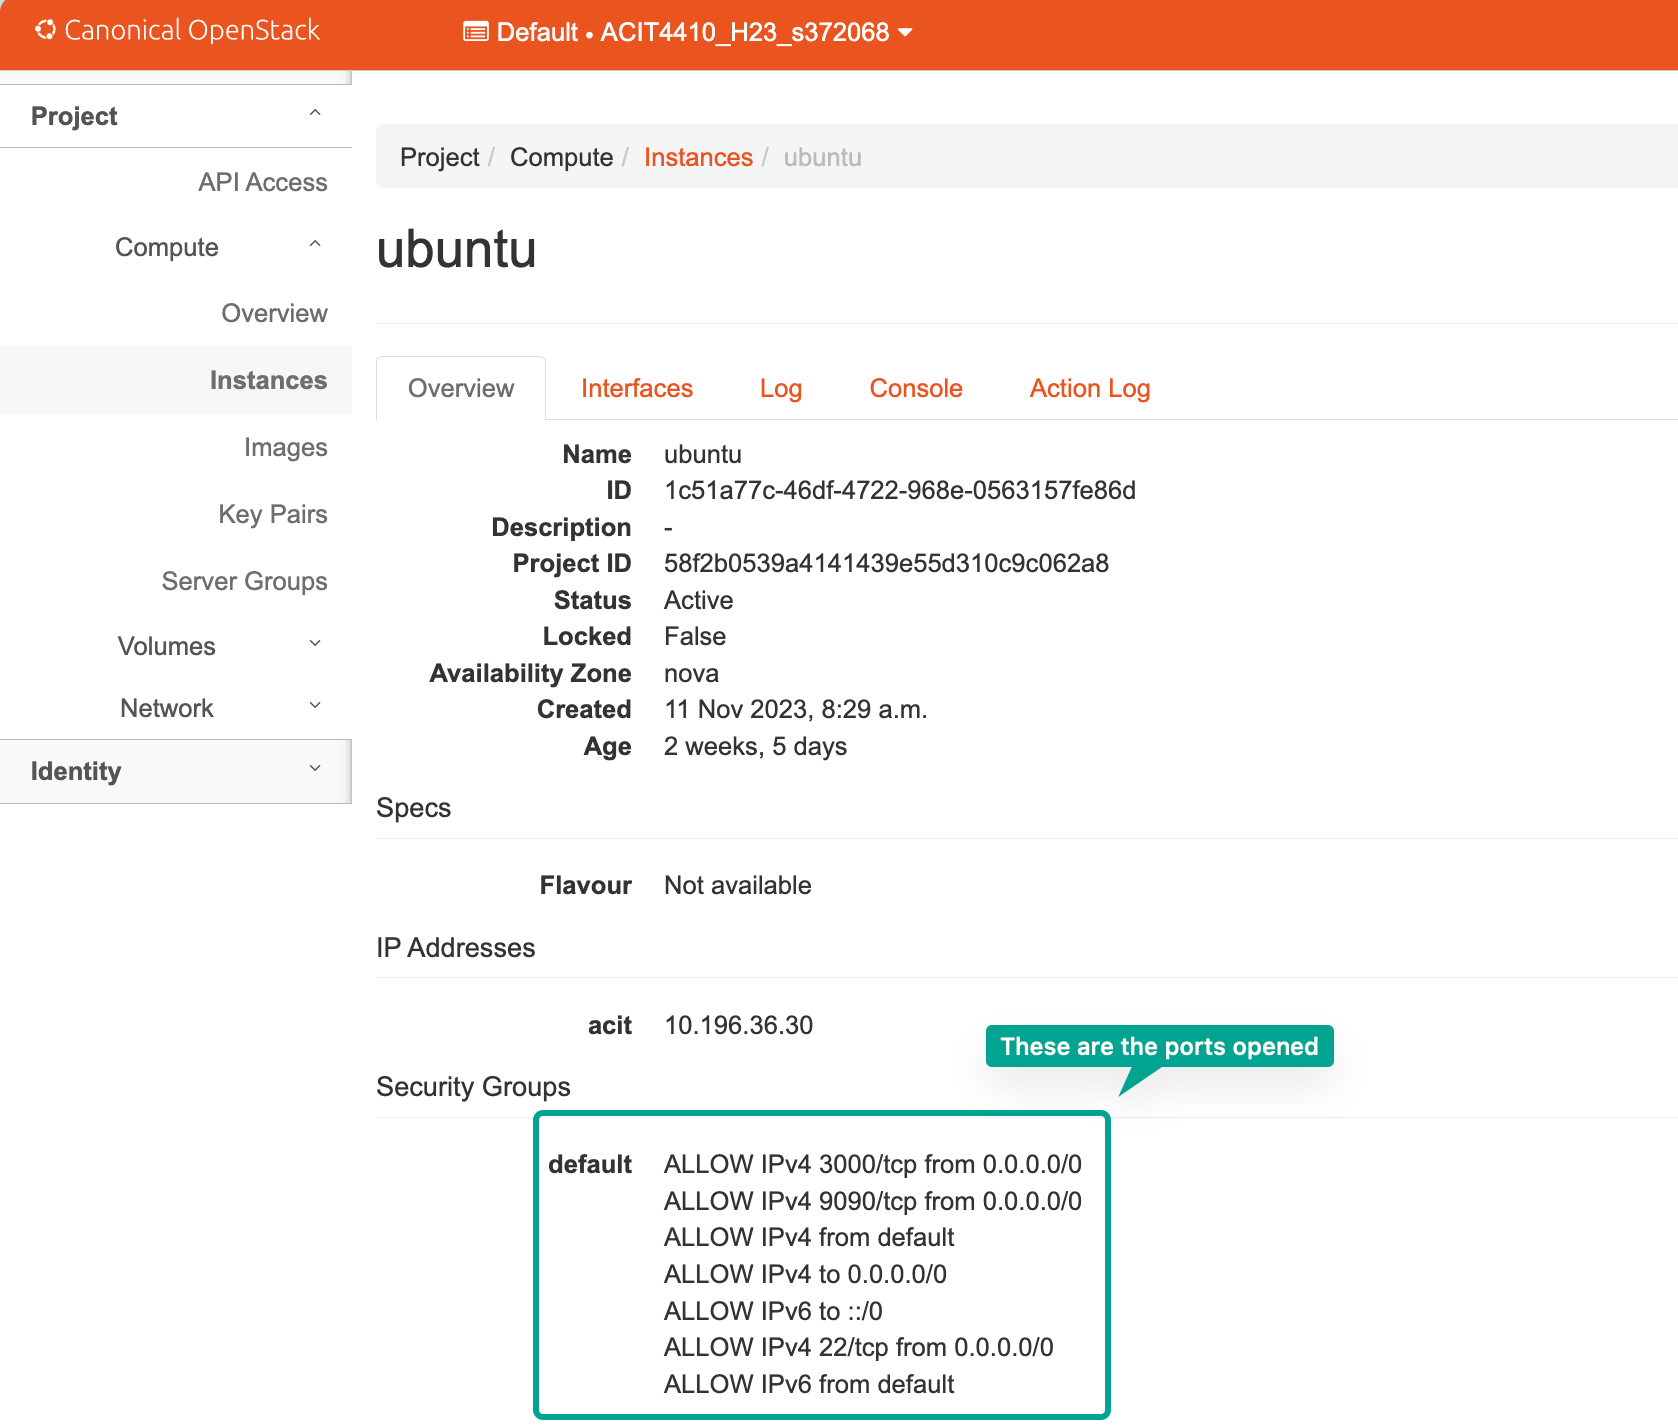 Canonical OpenStack
Default • ACIT4410_H23_s372068
Project
API Access
Compute
Overview
Instances
Images
Key Pairs
Server Groups
Volumes
Network
Identity
Project / Compute / Instances / ubuntu
ubuntu
Overview Interfaces Log Console Action Log
Name ubuntu
ID 1c51a77c-46df-4722-968e-0563157fe86d
Description -
Project ID 58f2b0539a4141439e55d310c9c062a8
Status Active
Locked False
Availability Zone nova
Created 11 Nov 2023, 8:29 a.m.
Age 2 weeks, 5 days
Specs
Flavour Not available
IP Addresses
acit 10.196.36.30
These are the ports opened
Security Groups
default ALLOW IPv4 3000/tcp from 0.0.0.0/0
ALLOW IPv4 9090/tcp from 0.0.0.0/0
ALLOW IPv4 from default
ALLOW IPv4 to 0.0.0.0/0
ALLOW IPv6 to ::/0
ALLOW IPv4 22/tcp from 0.0.0.0/0
ALLOW IPv6 from default